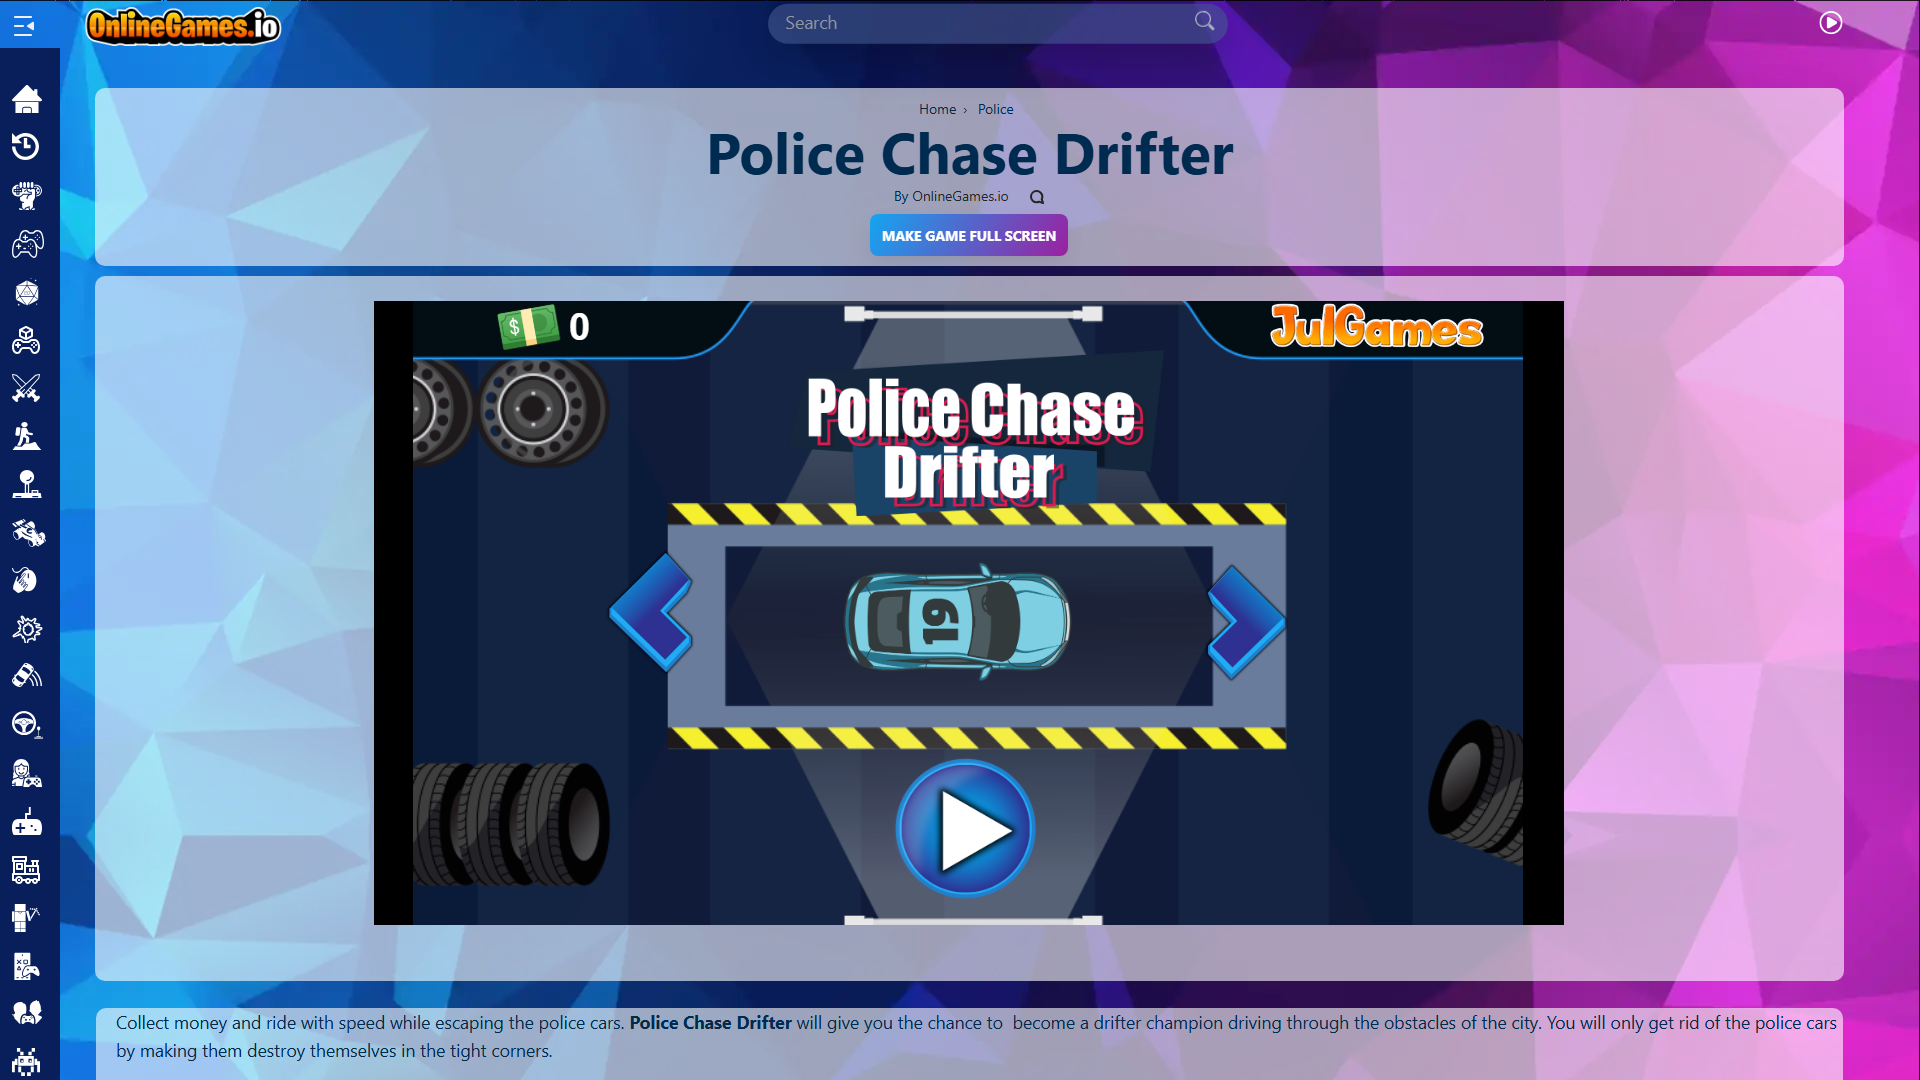 OnlineGames.io
Search
Home › Police
Police Chase Drifter
By OnlineGames.io
MAKE GAME FULL SCREEN
$ 0
JulGames
Police Chase
Drifter
19
Collect money and ride with speed while escaping the police cars. Police Chase Drifter will give you the chance to become a drifter champion driving through the obstacles of the city. You will only get rid of the police cars
by making them destroy themselves in the tight corners.